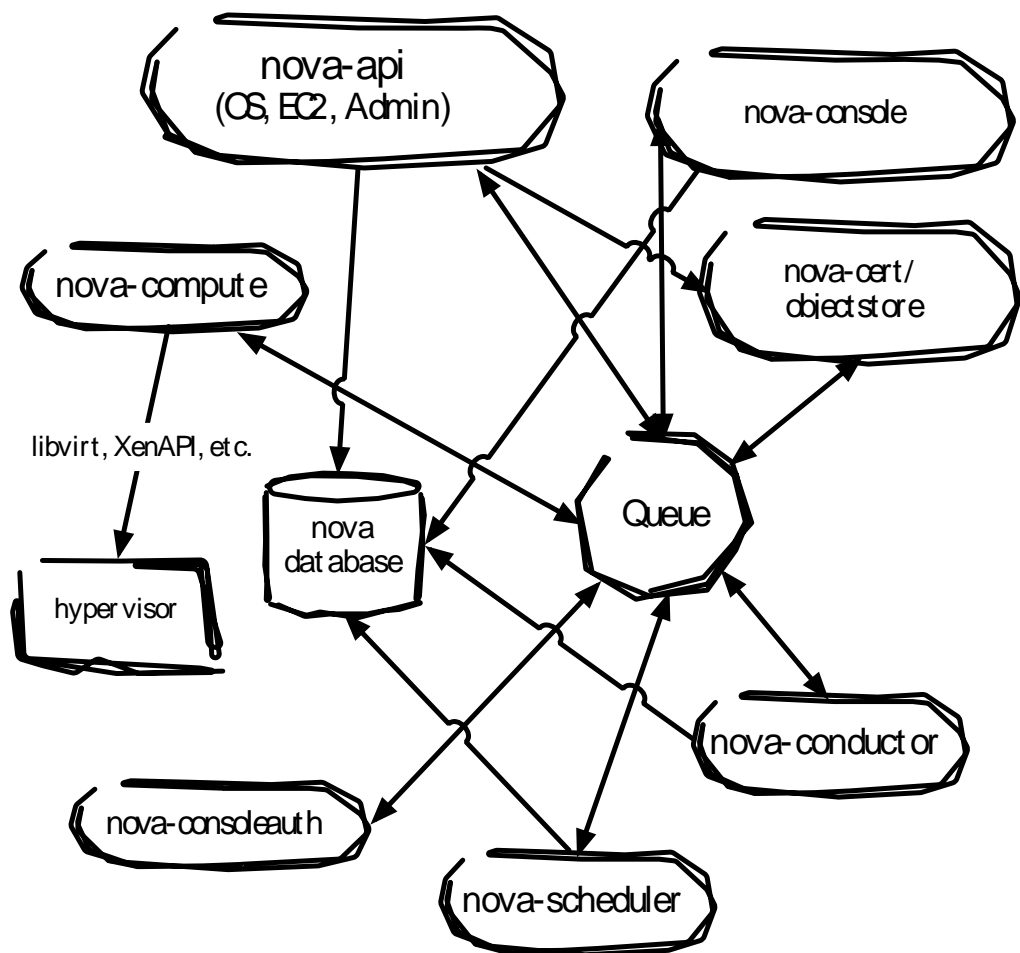 nova-api
(OS, EC2, Admin)
nova-console
nova-compute
nova-cert/
objectstore
libvirt, XenAPI, etc.
nova
database
Queue
hypervisor
nova-conductor
nova-consoleauth
nova-scheduler